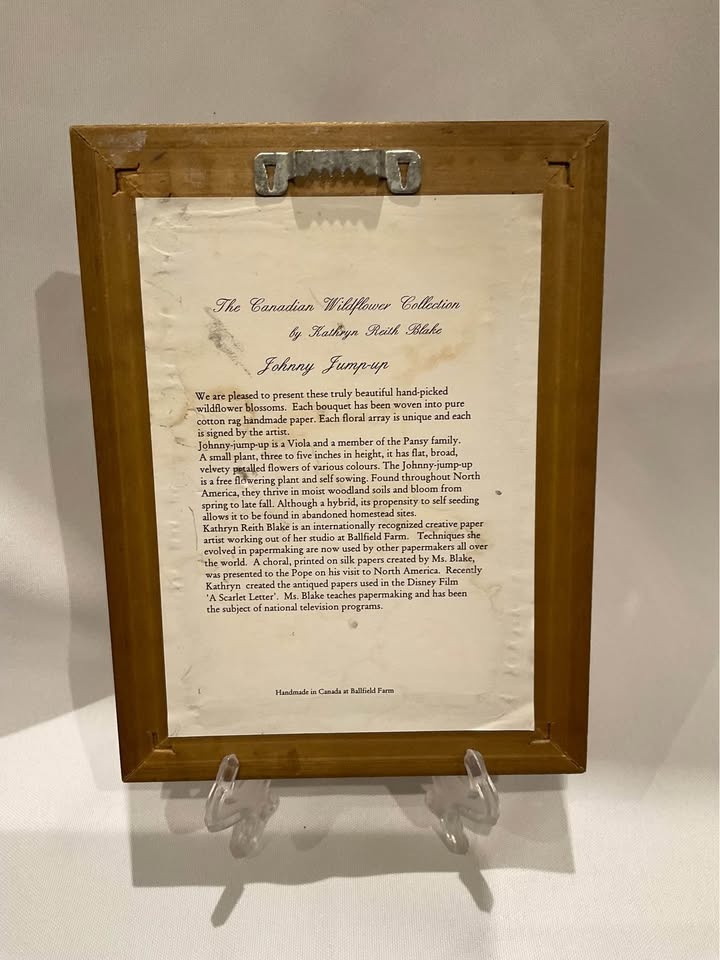 The Canadian Wildflower Collection
by Kathryn Reith Blake
Johnny Jump-up
We are pleased to present these truly beautiful hand-picked
wildflower blossoms. Each bouquet has been woven into pure
cotton rag handmade paper. Each floral array is unique and each
is signed by the artist.
Johnny-jump-up is a Viola and a member of the Pansy family.
A small plant, three to five inches in height, it has flat, broad,
velvety petalled flowers of various colours. The Johnny-jump-up
is a free flowering plant and self sowing. Found throughout North
America, they thrive in moist woodland soils and bloom from
spring to late fall. Although a hybrid, its propensity to self seeding
allows it to be found in abandoned homestead sites.
Kathryn Reith Blake is an internationally recognized creative paper
artist working out of her studio at Ballfield Farm. Techniques she
evolved in papermaking are now used by other papermakers all over
the world. A choral, printed on silk papers created by Ms. Blake,
was presented to the Pope on his visit to North America. Recently
Kathryn created the antiqued papers used in the Disney Film
'A Scarlet Letter'. Ms. Blake teaches papermaking and has been
the subject of national television programs.
Handmade in Canada at Ballfield Farm